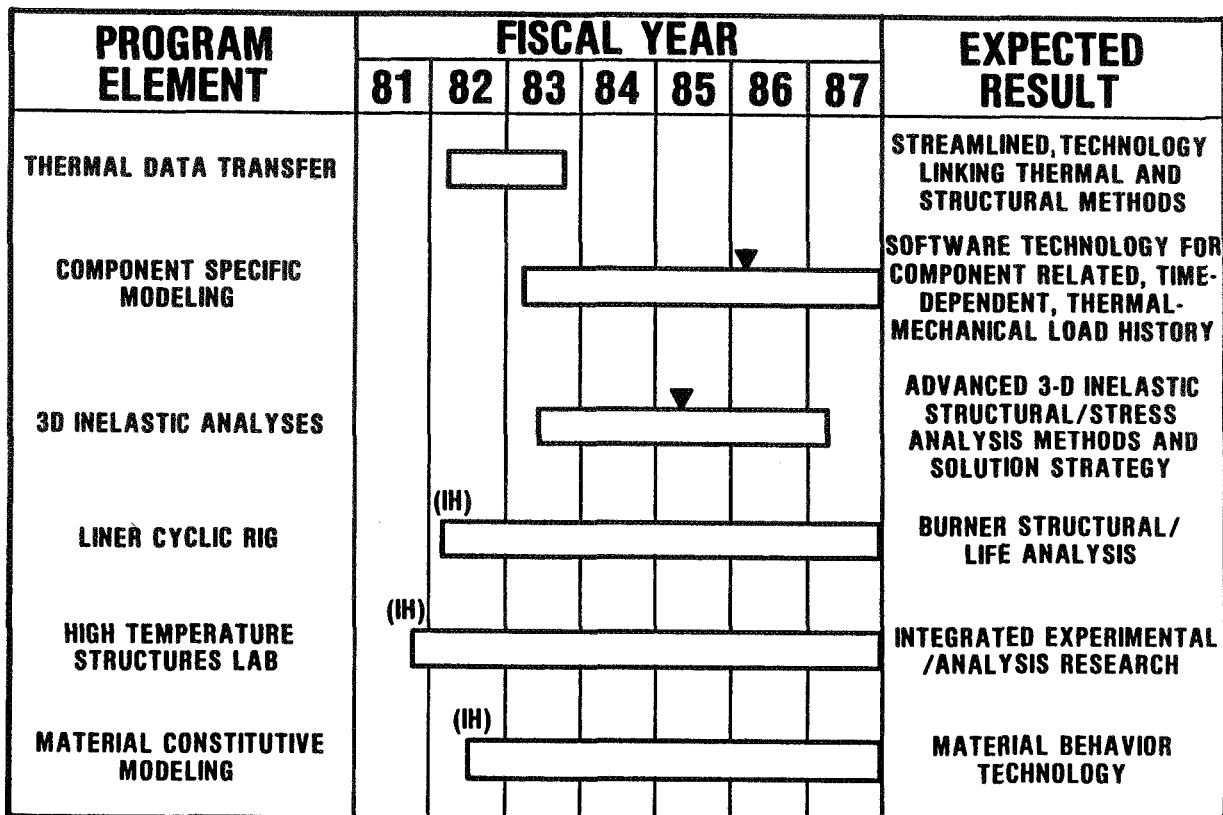 PROGRAM
ELEMENT
FISCAL YEAR
81 82 83 84 85 86 87
EXPECTED
RESULT
THERMAL DATA TRANSFER
STREAMLINED, TECHNOLOGY
LINKING THERMAL AND
STRUCTURAL METHODS
COMPONENT SPECIFIC
MODELING
SOFTWARE TECHNOLOGY FOR
COMPONENT RELATED, TIME-
DEPENDENT, THERMAL-
MECHANICAL LOAD HISTORY
3D INELASTIC ANALYSES
ADVANCED 3-D INELASTIC
STRUCTURAL/STRESS
ANALYSIS METHODS AND
SOLUTION STRATEGY
LINER CYCLIC RIG
(IH)
BURNER STRUCTURAL/
LIFE ANALYSIS
HIGH TEMPERATURE
STRUCTURES LAB
(IH)
INTEGRATED EXPERIMENTAL
/ANALYSIS RESEARCH
MATERIAL CONSTITUTIVE
MODELING
(IH)
MATERIAL BEHAVIOR
TECHNOLOGY